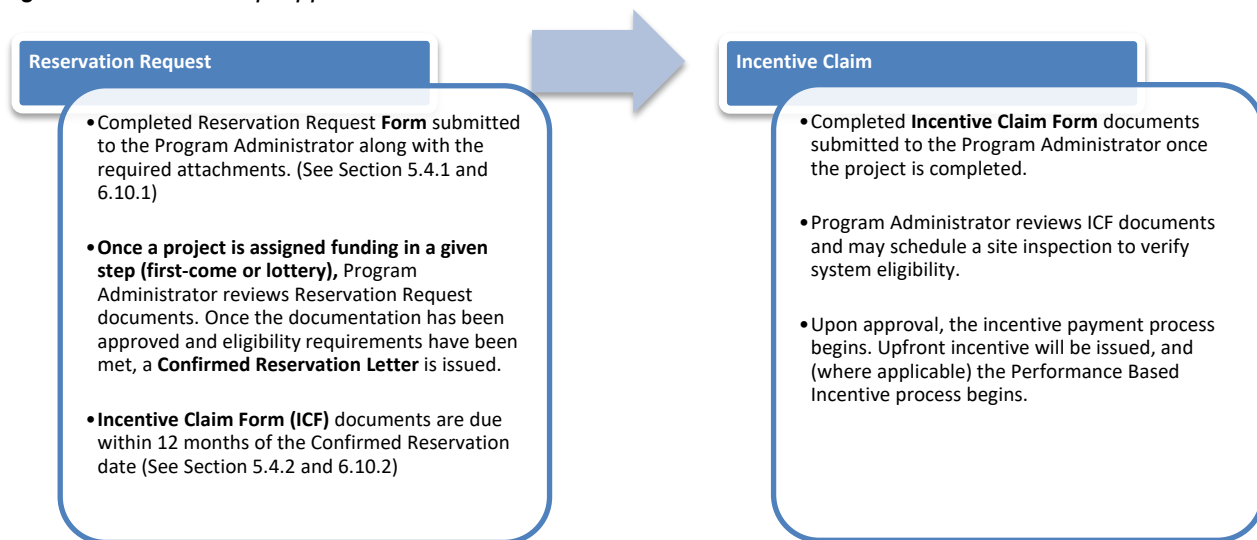 Reservation Request
•Completed Reservation Request Form submitted
to the Program Administrator along with the
required attachments. (See Section 5.4.1 and
6.10.1)
•Once a project is assigned funding in a given
step (first-come or lottery), Program
Administrator reviews Reservation Request
documents. Once the documentation has been
approved and eligibility requirements have been
met, a Confirmed Reservation Letter is issued.
•Incentive Claim Form (ICF) documents are due
within 12 months of the Confirmed Reservation
date (See Section 5.4.2 and 6.10.2)
Incentive Claim
•Completed Incentive Claim Form documents
submitted to the Program Administrator once
the project is completed.
•Program Administrator reviews ICF documents
and may schedule a site inspection to verify
system eligibility.
•Upon approval, the incentive payment process
begins. Upfront incentive will be issued, and
(where applicable) the Performance Based
Incentive process begins.